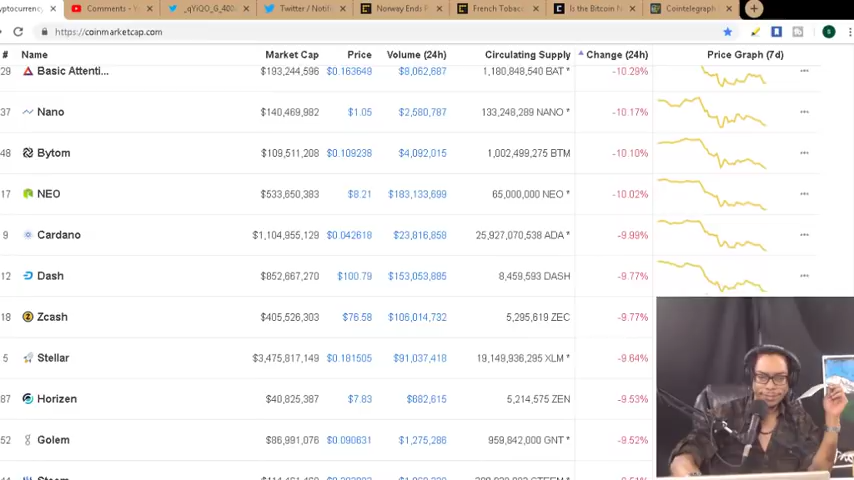 ptocurrency
Comments - Y
_qYiQO_G_400
Twitter / Notifi
Norway Ends P
French Tobacc
Is the Bitcoin N
Cointelegraph
https://coinmarketcap.com
# Name Market Cap Price Volume (24h) Circulating Supply Change (24h) Price Graph (7d)
29 Basic Attenti... $193,244,596 $0.163649 $8,062,687 1,180,848,540 BAT * -10.29%
37 Nano $140,469,982 $1.05 $2,580,787 133,248,289 NANO * -10.17%
48 Bytom $109,511,208 $0.109238 $4,092,015 1,002,499,275 BTM -10.10%
17 NEO $533,650,383 $8.21 $183,133,699 65,000,000 NEO * -10.02%
9 Cardano $1,104,955,129 $0.042618 $23,816,858 25,927,070,538 ADA * -9.99%
12 Dash $852,667,270 $100.79 $153,053,885 8,459,593 DASH -9.77%
18 Zcash $405,526,303 $76.58 $106,014,732 5,295,619 ZEC -9.77%
5 Stellar $3,475,817,149 $0.181505 $91,037,418 19,149,936,295 XLM * -9.64%
87 Horizen $40,825,387 $7.83 $682,615 5,214,575 ZEN -9.53%
52 Golem $86,991,076 $0.090631 $1,275,286 959,842,000 GNT * -9.52%